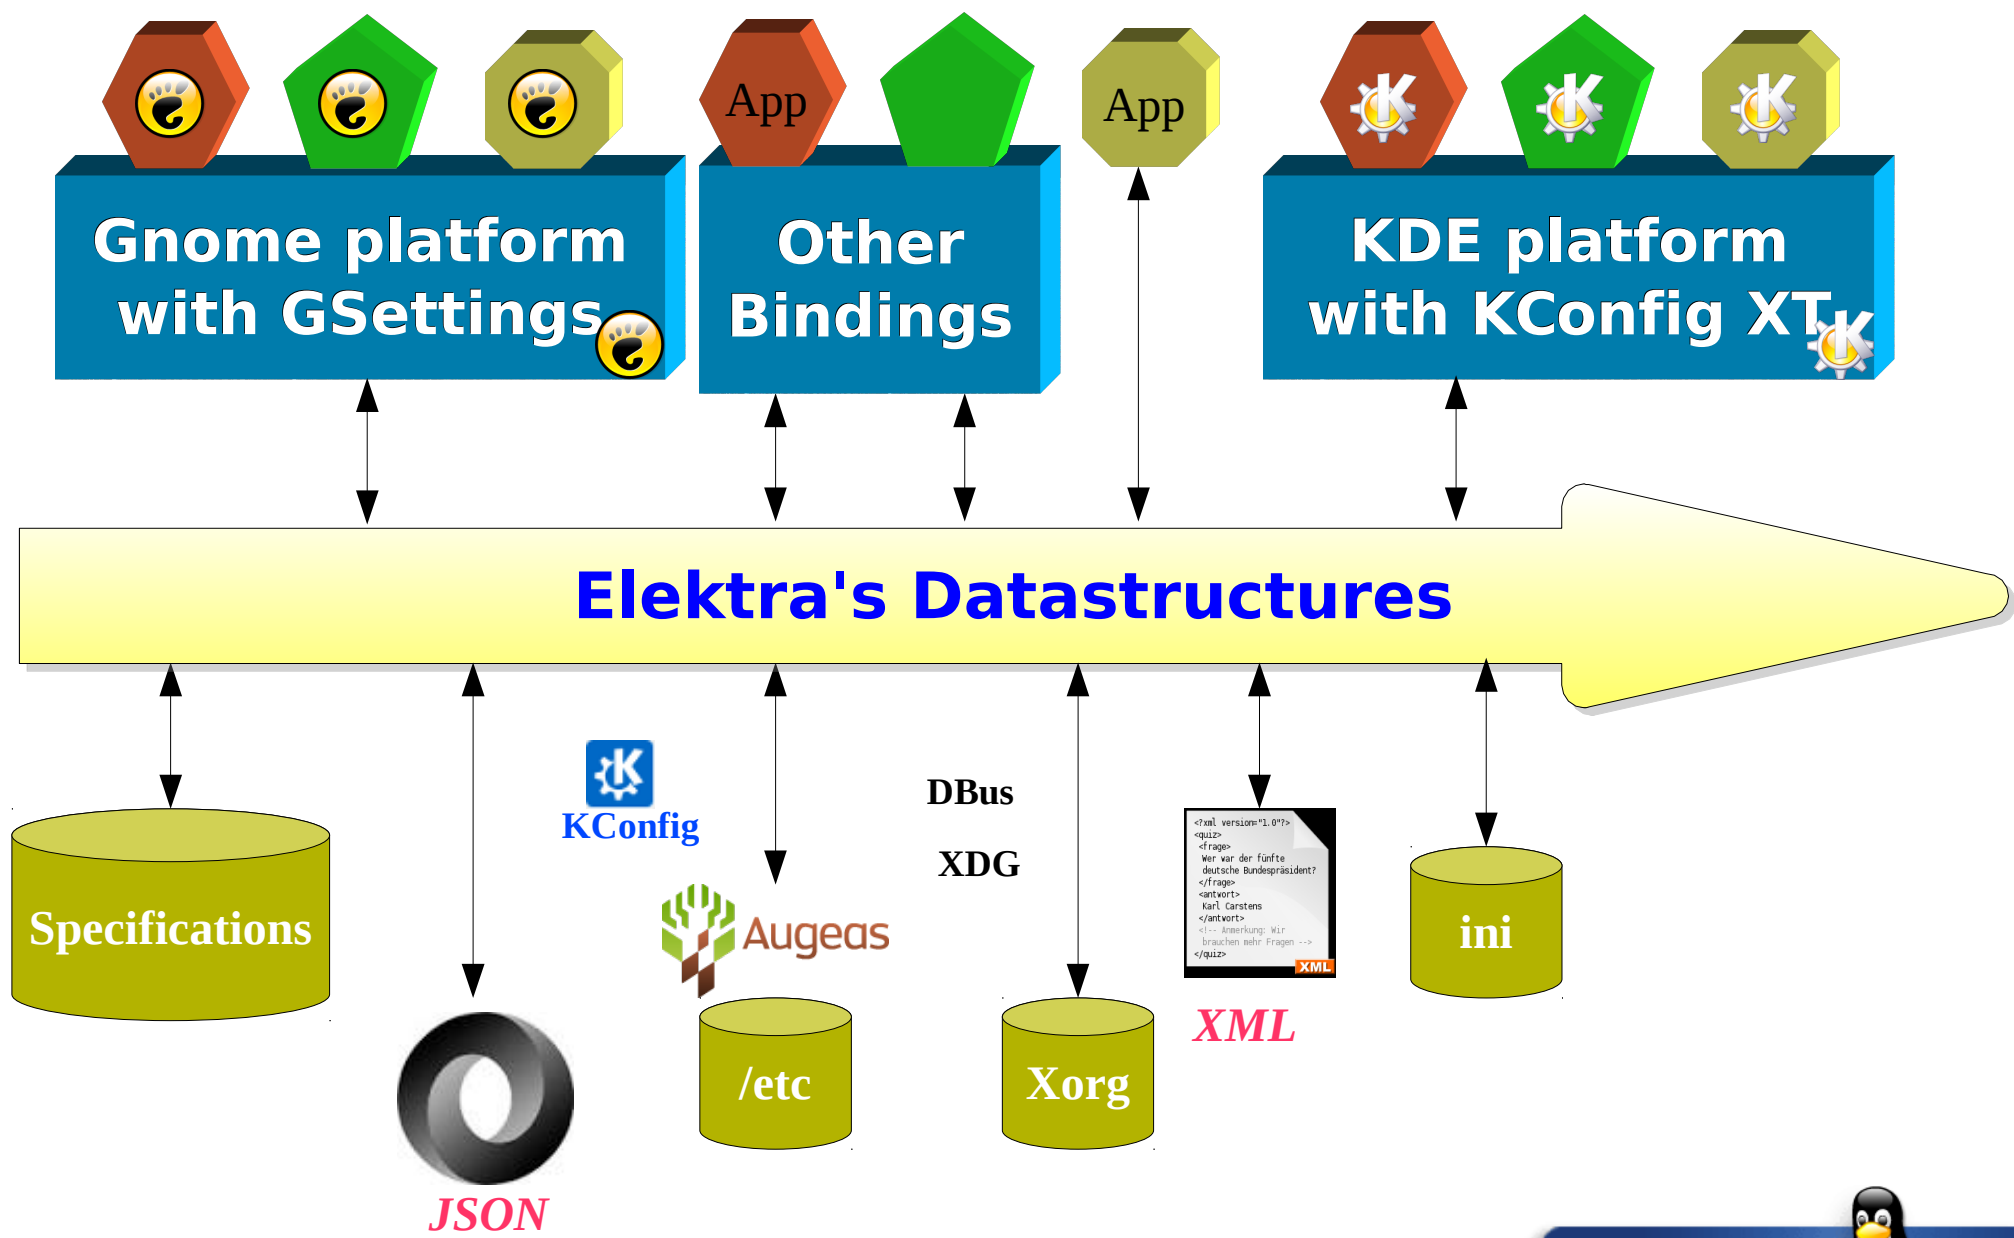 App
App
Gnome platform
with GSettings
Other
Bindings
KDE platform
with KConfig XT
Elektra's Datastructures
KConfig
DBus
XDG
<?xml version="1.0"?>
<quiz>
<frage>
Wer war der fünfte
deutsche Bundespräsident?
</frage>
<antwort>
Karl Carstens
</antwort>
<!-- Anmerkung: Wir
brauchen mehr Fragen -->
</quiz>
XML
Specifications
Augeas
ini
XML
/etc
Xorg
JSON